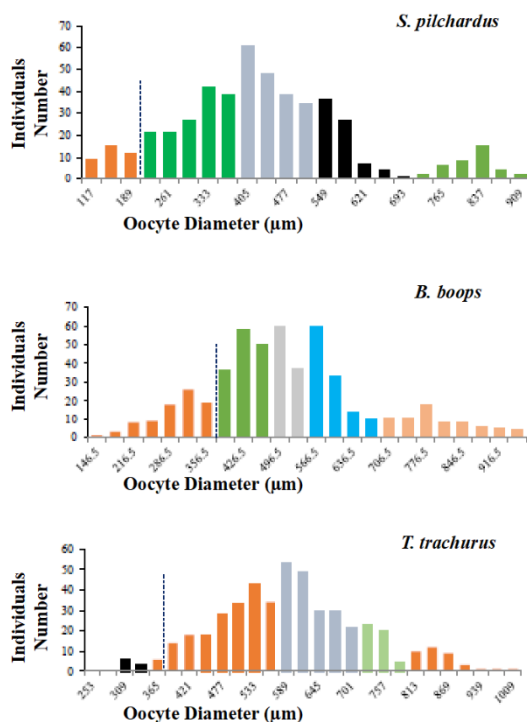 S. pilchardus
70
60
50
40
30
20
10
0
Individuals
Number
117 189 261 333 405 477 549 621 693 765 837 909
Oocyte Diameter (µm)
B. boops
70
60
50
40
30
20
10
0
Individuals
Number
146.5 216.5 286.5 356.5 426.5 496.5 566.5 636.5 706.5 776.5 846.5 916.5
Oocyte Diameter (µm)
T. trachurus
60
50
40
30
20
10
0
Individuals
Number
253 309 365 421 477 533 589 645 701 757 813 869 939 1009
Oocyte Diameter (µm)